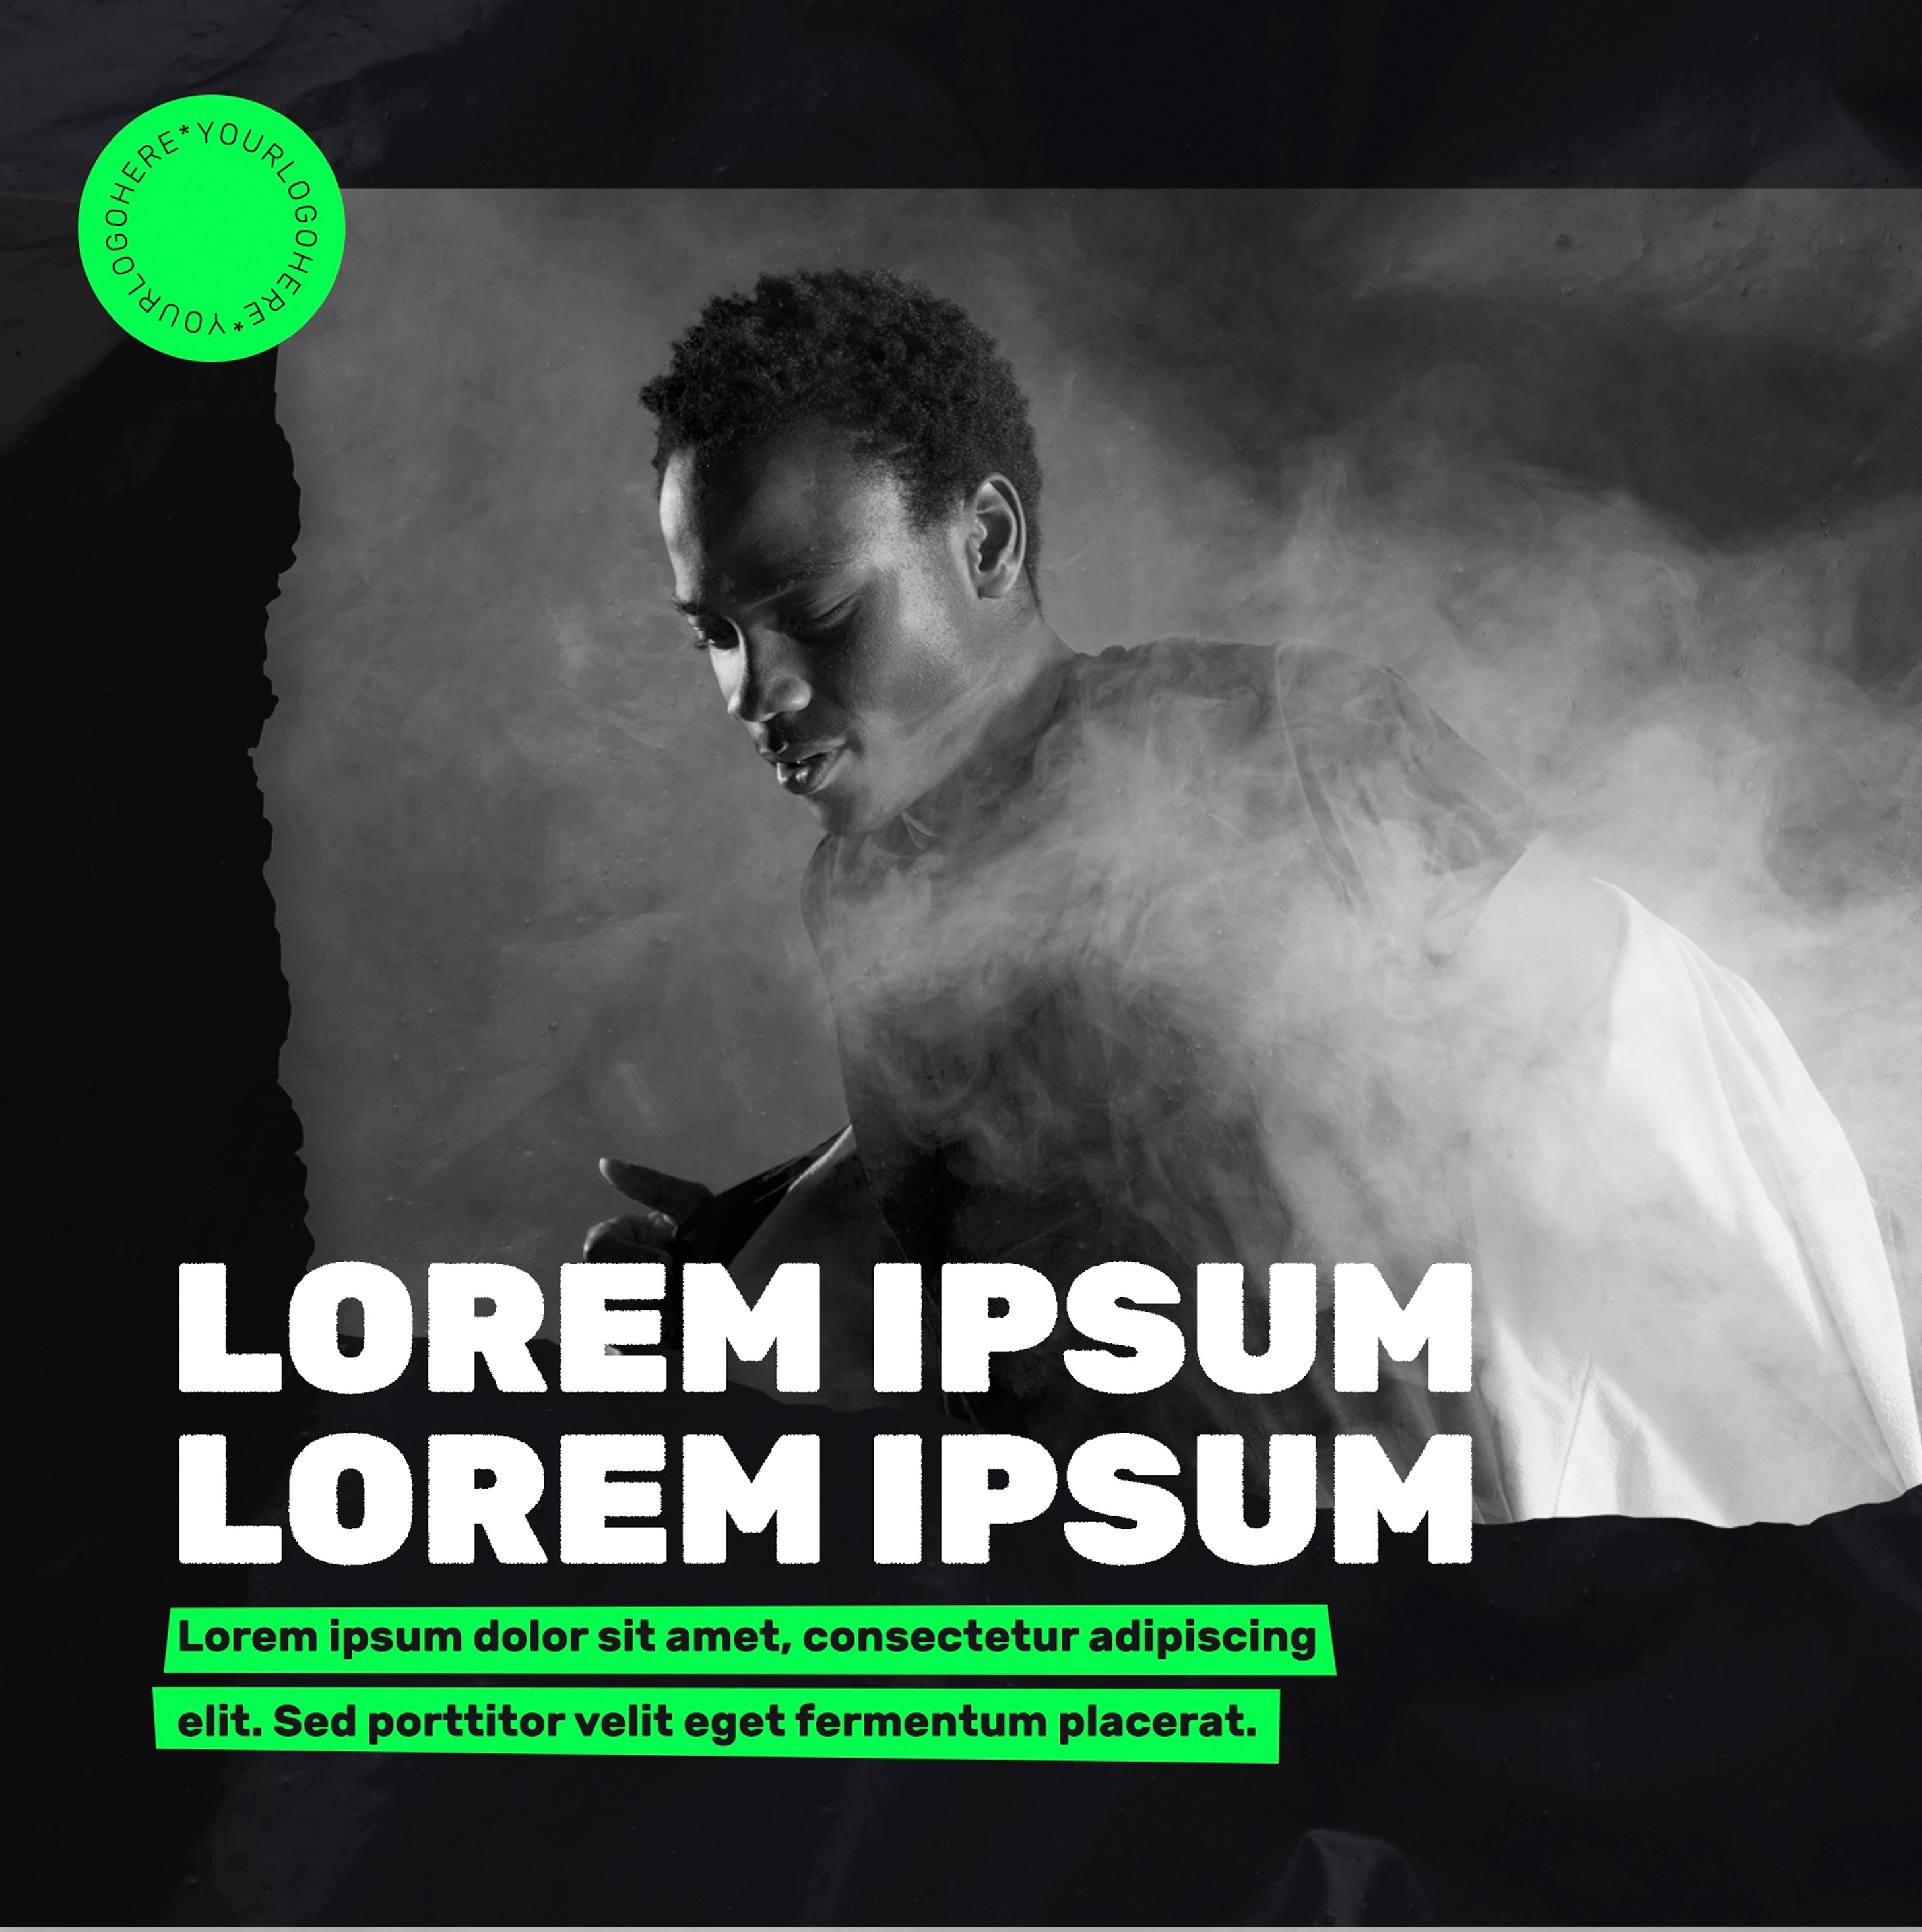 YOURLOGOHERE*YOURLOGOHERE*
LOREM IPSUM
LOREM IPSUM
Lorem ipsum dolor sit amet, consectetur adipiscing
elit. Sed porttitor velit eget fermentum placerat.